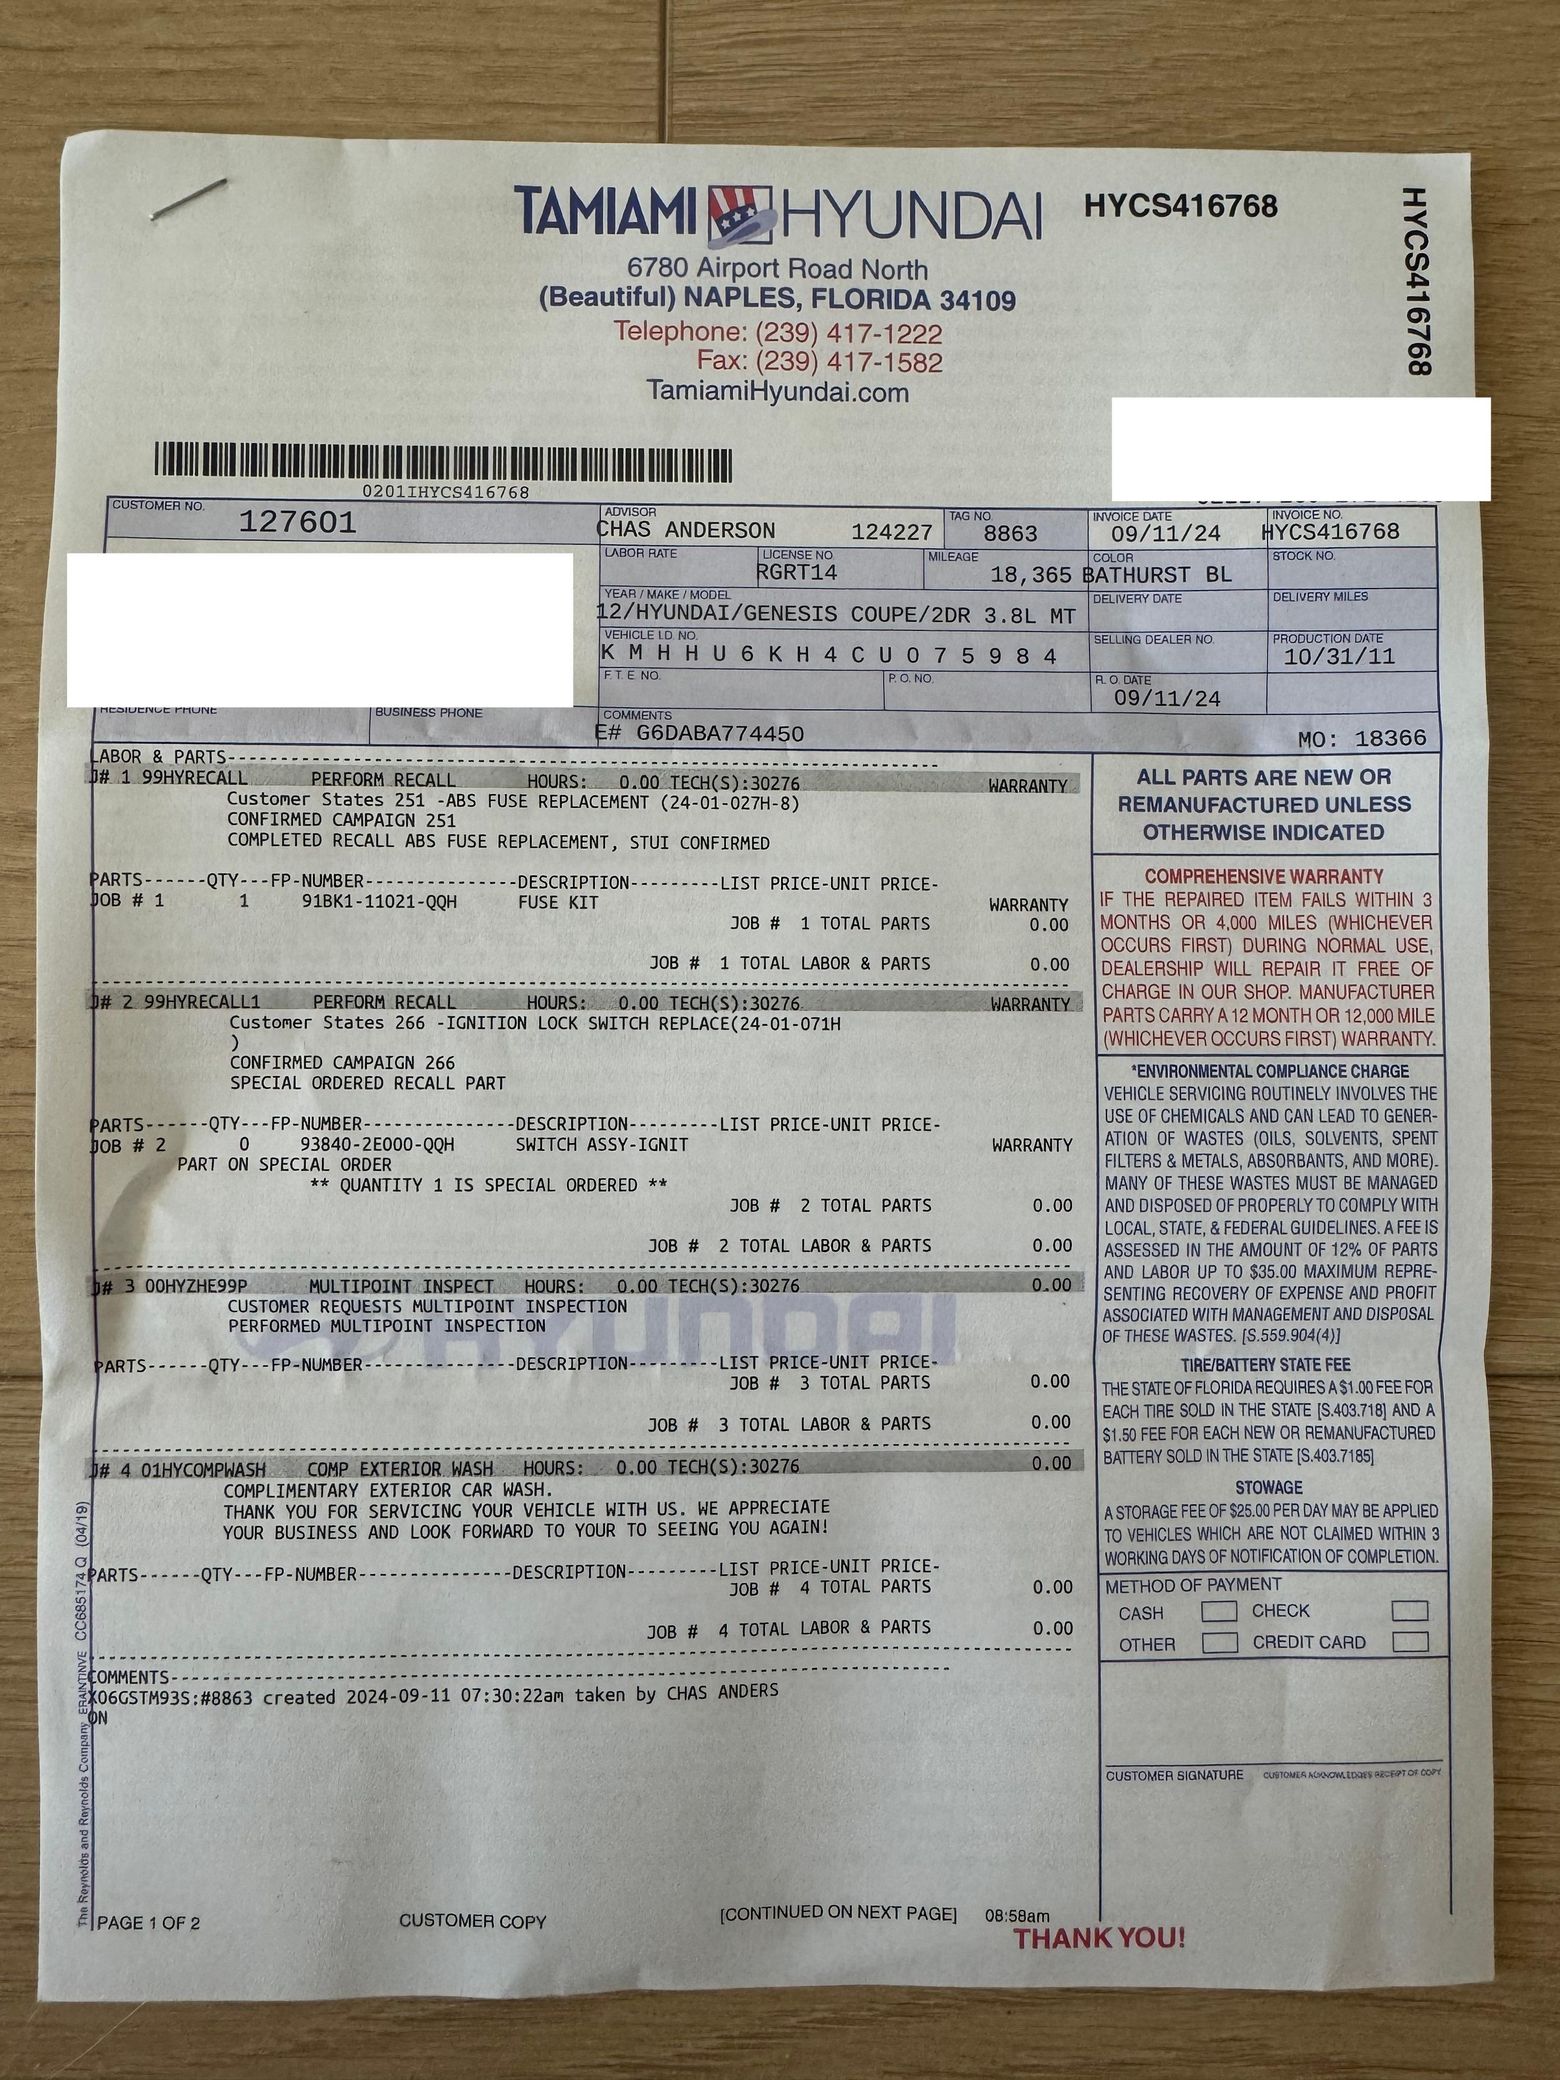 TAMIAMI HYUNDAI
HYCS416768
HYCS416768
6780 Airport Road North
(Beautiful) NAPLES, FLORIDA 34109
Telephone: (239) 417-1222
Fax: (239) 417-1582
TamiamiHyundai.com
0201IHYCS416768
CUSTOMER NO. 127601
ADVISOR CHAS ANDERSON 124227
TAG NO 8863
INVOICE DATE 09/11/24
INVOICE NO. HYCS416768
LABOR RATE
LICENSE NO. RGRT14
MILEAGE 18,365
COLOR BATHURST BL
STOCK NO.
YEAR / MAKE / MODEL 12/HYUNDAI/GENESIS COUPE/2DR 3.8L MT
DELIVERY DATE
DELIVERY MILES
VEHICLE I.D. NO. K M H H U 6 K H 4 C U 0 7 5 9 8 4
SELLING DEALER NO.
PRODUCTION DATE 10/31/11
F.T.E. NO.
P.O. NO.
R.O. DATE 09/11/24
RESIDENCE PHONE
BUSINESS PHONE
COMMENTS E# G6DABA774450
MO: 18366
LABOR & PARTS
J# 1 99HYRECALL PERFORM RECALL HOURS: 0.00 TECH(S):30276 WARRANTY
Customer States 251 -ABS FUSE REPLACEMENT (24-01-027H-8)
CONFIRMED CAMPAIGN 251
COMPLETED RECALL ABS FUSE REPLACEMENT, STUI CONFIRMED
PARTS------QTY---FP-NUMBER---------------DESCRIPTION---------LIST PRICE-UNIT PRICE-
JOB # 1 1 91BK1-11021-QQH FUSE KIT WARRANTY
JOB # 1 TOTAL PARTS 0.00
JOB # 1 TOTAL LABOR & PARTS 0.00
J# 2 99HYRECALL1 PERFORM RECALL HOURS: 0.00 TECH(S):30276 WARRANTY
Customer States 266 -IGNITION LOCK SWITCH REPLACE(24-01-071H
)
CONFIRMED CAMPAIGN 266
SPECIAL ORDERED RECALL PART
PARTS------QTY---FP-NUMBER---------------DESCRIPTION---------LIST PRICE-UNIT PRICE-
JOB # 2 0 93840-2E000-QQH SWITCH ASSY-IGNIT WARRANTY
PART ON SPECIAL ORDER
** QUANTITY 1 IS SPECIAL ORDERED **
JOB # 2 TOTAL PARTS 0.00
JOB # 2 TOTAL LABOR & PARTS 0.00
J# 3 00HYZHE99P MULTIPOINT INSPECT HOURS: 0.00 TECH(S):30276 0.00
CUSTOMER REQUESTS MULTIPOINT INSPECTION
PERFORMED MULTIPOINT INSPECTION
PARTS------QTY---FP-NUMBER---------------DESCRIPTION---------LIST PRICE-UNIT PRICE-
JOB # 3 TOTAL PARTS 0.00
JOB # 3 TOTAL LABOR & PARTS 0.00
J# 4 01HYCOMPWASH COMP EXTERIOR WASH HOURS: 0.00 TECH(S):30276 0.00
COMPLIMENTARY EXTERIOR CAR WASH.
THANK YOU FOR SERVICING YOUR VEHICLE WITH US. WE APPRECIATE
YOUR BUSINESS AND LOOK FORWARD TO YOUR TO SEEING YOU AGAIN!
PARTS------QTY---FP-NUMBER---------------DESCRIPTION---------LIST PRICE-UNIT PRICE-
JOB # 4 TOTAL PARTS 0.00
JOB # 4 TOTAL LABOR & PARTS 0.00
COMMENTS
X06GSTM93S:#8863 created 2024-09-11 07:30:22am taken by CHAS ANDERS
ON
ALL PARTS ARE NEW OR
REMANUFACTURED UNLESS
OTHERWISE INDICATED
COMPREHENSIVE WARRANTY
IF THE REPAIRED ITEM FAILS WITHIN 3
MONTHS OR 4,000 MILES (WHICHEVER
OCCURS FIRST) DURING NORMAL USE,
DEALERSHIP WILL REPAIR IT FREE OF
CHARGE IN OUR SHOP. MANUFACTURER
PARTS CARRY A 12 MONTH OR 12,000 MILE
(WHICHEVER OCCURS FIRST) WARRANTY.
*ENVIRONMENTAL COMPLIANCE CHARGE
VEHICLE SERVICING ROUTINELY INVOLVES THE
USE OF CHEMICALS AND CAN LEAD TO GENER-
ATION OF WASTES (OILS, SOLVENTS, SPENT
FILTERS & METALS, ABSORBANTS, AND MORE).
MANY OF THESE WASTES MUST BE MANAGED
AND DISPOSED OF PROPERLY TO COMPLY WITH
LOCAL, STATE, & FEDERAL GUIDELINES. A FEE IS
ASSESSED IN THE AMOUNT OF 12% OF PARTS
AND LABOR UP TO $35.00 MAXIMUM REPRE-
SENTING RECOVERY OF EXPENSE AND PROFIT
ASSOCIATED WITH MANAGEMENT AND DISPOSAL
OF THESE WASTES. [S.559.904(4)]
TIRE/BATTERY STATE FEE
THE STATE OF FLORIDA REQUIRES A $1.00 FEE FOR
EACH TIRE SOLD IN THE STATE [S.403.718] AND A
$1.50 FEE FOR EACH NEW OR REMANUFACTURED
BATTERY SOLD IN THE STATE [S.403.7185]
STOWAGE
A STORAGE FEE OF $25.00 PER DAY MAY BE APPLIED
TO VEHICLES WHICH ARE NOT CLAIMED WITHIN 3
WORKING DAYS OF NOTIFICATION OF COMPLETION.
METHOD OF PAYMENT
CASH CHECK
OTHER CREDIT CARD
CUSTOMER SIGNATURE CUSTOMER ACKNOWLEDGES RECEIPT OF COPY
The Reynolds and Reynolds Company ERAINTINVE CC685174 Q (04/19)
PAGE 1 OF 2 CUSTOMER COPY [CONTINUED ON NEXT PAGE] 08:58am
THANK YOU!